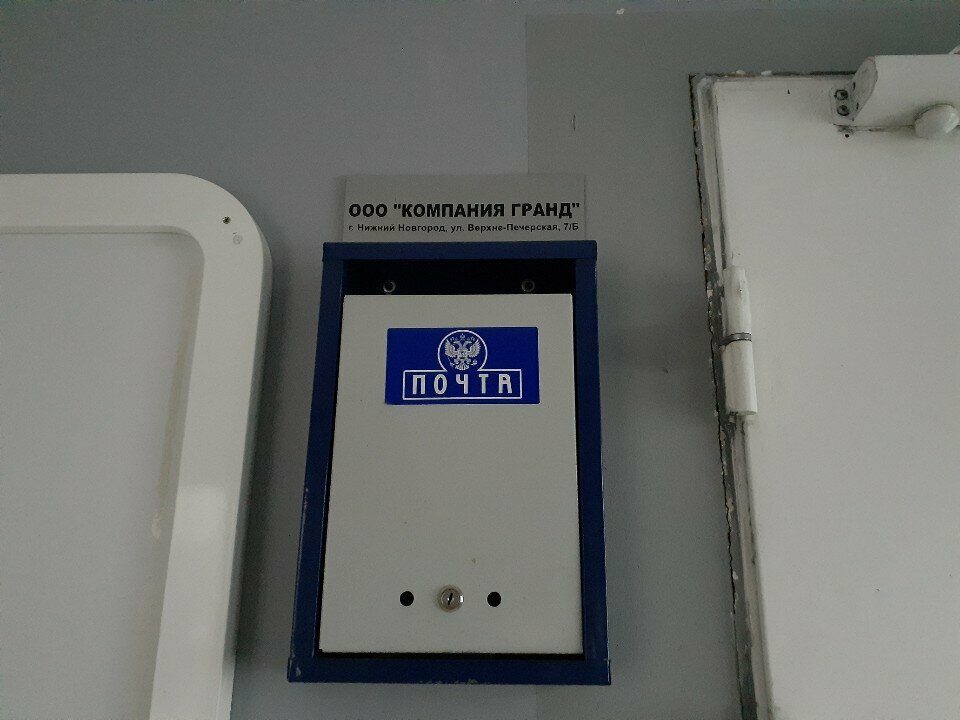 ООО "КОМПАНИЯ ГРАНД"
г. Нижний Новгород, ул. Верхне-Печерская, 7/Б
ПОЧТА